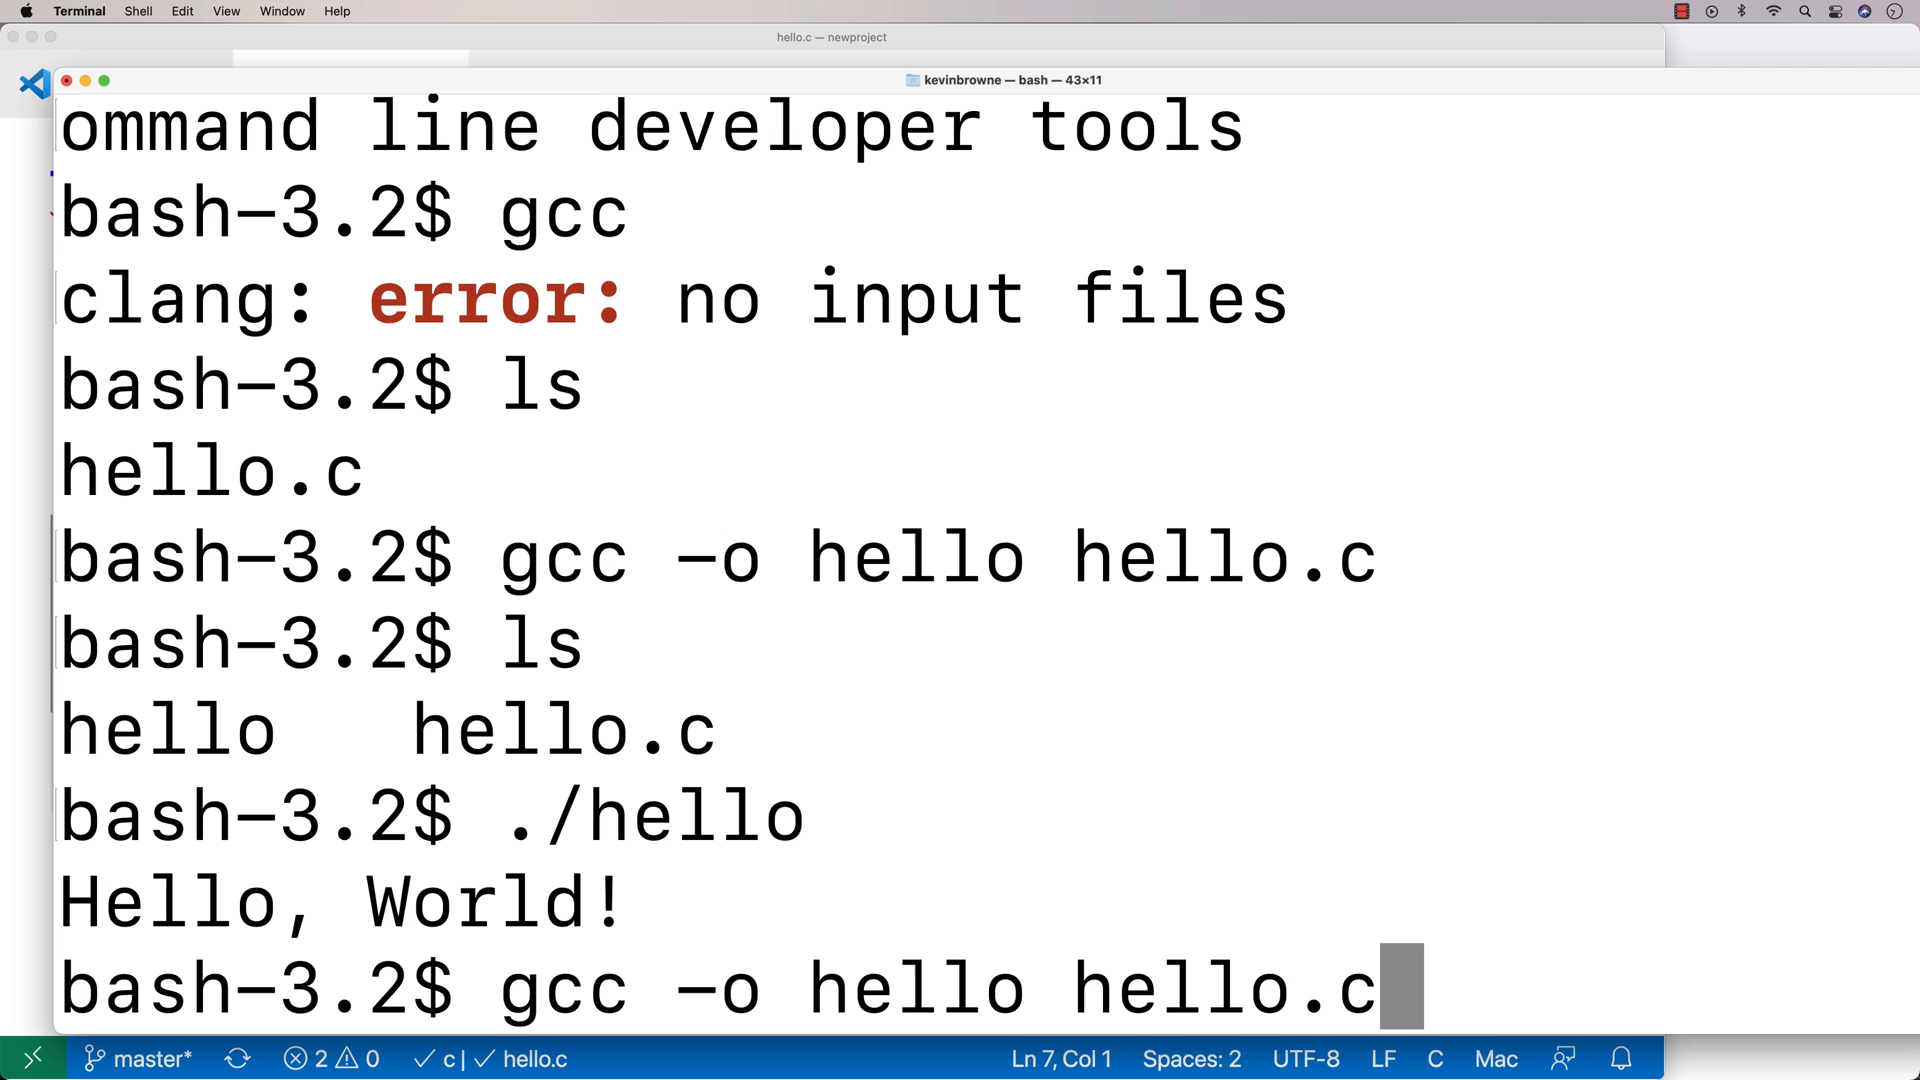 Terminal Shell Edit View Window Help
hello.c — newproject
kevinbrowne — bash — 43×11
ommand line developer tools
bash-3.2$ gcc
clang: error: no input files
bash-3.2$ ls
hello.c
bash-3.2$ gcc -o hello hello.c
bash-3.2$ ls
hello hello.c
bash-3.2$ ./hello
Hello, World!
bash-3.2$ gcc -o hello hello.c
master* 2 0 c | hello.c Ln 7, Col 1 Spaces: 2 UTF-8 LF C Mac